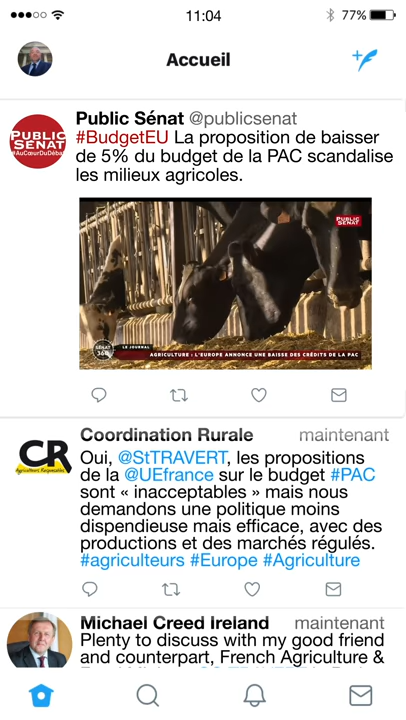 11:04
77%
Accueil
Public Sénat @publicsenat
PUBLIC
SÉNAT
#AuCœurDuDébat
#BudgetEU La proposition de baisser
de 5% du budget de la PAC scandalise
les milieux agricoles.
PUBLIC
SÉNAT
SÉNAT
360
LE JOURNAL
AGRICULTURE : L'EUROPE ANNONCE UNE BAISSE DES CRÉDITS DE LA PAC
Coordination Rurale maintenant
CR
Agriculteurs, Responsables
Oui, @StTRAVERT, les propositions
de la @UEfrance sur le budget #PAC
sont « inacceptables » mais nous
demandons une politique moins
dispendieuse mais efficace, avec des
productions et des marchés régulés.
#agriculteurs #Europe #Agriculture
Michael Creed Ireland maintenant
Plenty to discuss with my good friend
and counterpart, French Agriculture &